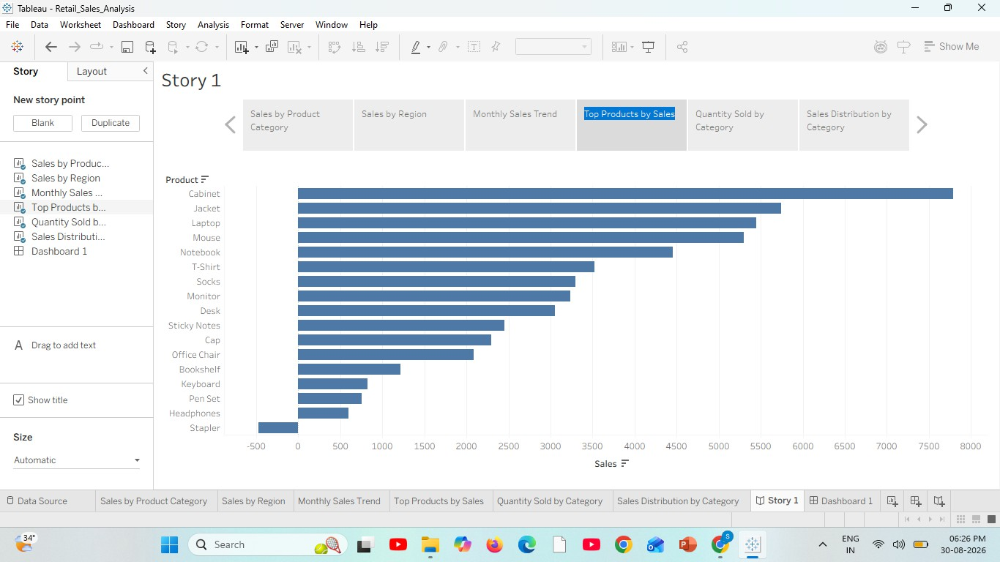 Tableau - Retail_Sales_Analysis
File Data Worksheet Dashboard Story Analysis Format Server Window Help
Show Me
Story Layout
New story point
Blank Duplicate
Sales by Produc...
Sales by Region
Monthly Sales ...
Top Products b...
Quantity Sold b...
Sales Distributi...
Dashboard 1
A Drag to add text
Show title
Size
Automatic
Story 1
Sales by Product
Category
Sales by Region
Monthly Sales Trend
Top Products by Sales
Quantity Sold by
Category
Sales Distribution by
Category
Product
Cabinet
Jacket
Laptop
Mouse
Notebook
T-Shirt
Socks
Monitor
Desk
Sticky Notes
Cap
Office Chair
Bookshelf
Keyboard
Pen Set
Headphones
Stapler
-500 0 500 1000 1500 2000 2500 3000 3500 4000 4500 5000 5500 6000 6500 7000 7500 8000
Sales
Data Source Sales by Product Category Sales by Region Monthly Sales Trend Top Products by Sales Quantity Sold by Category Sales Distribution by Category Story 1 Dashboard 1
34°
Search
S
ENG
IN
06:26 PM
30-08-2026